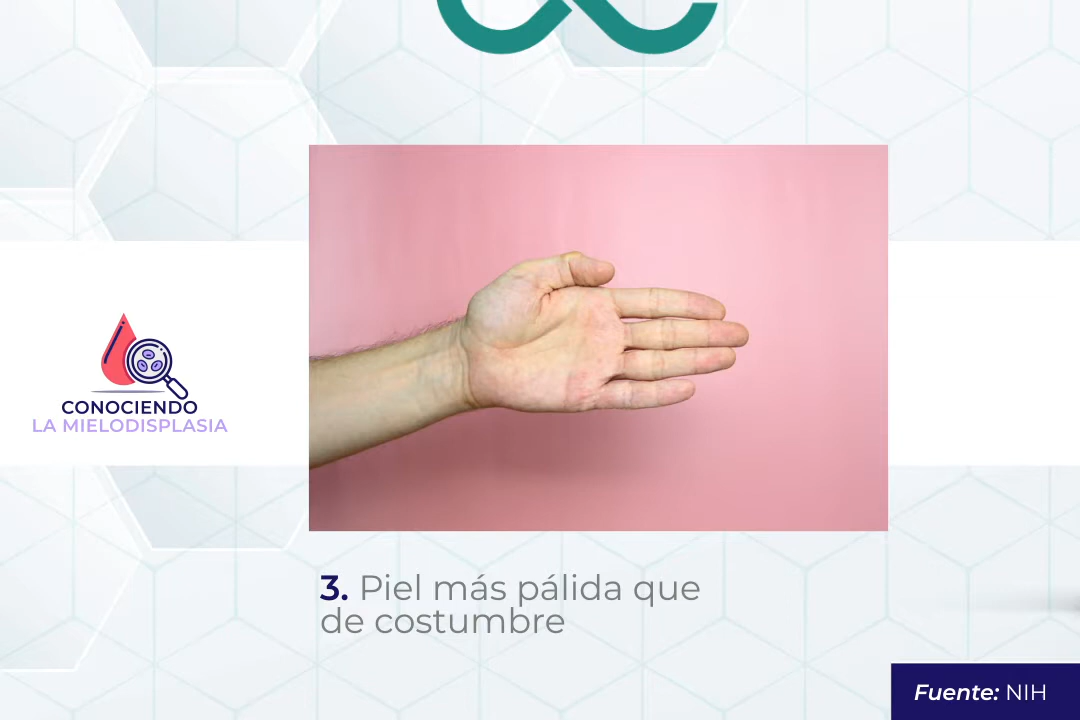 CONOCIENDO
LA MIELODISPLASIA
3. Piel más pálida que
de costumbre
Fuente: NIH